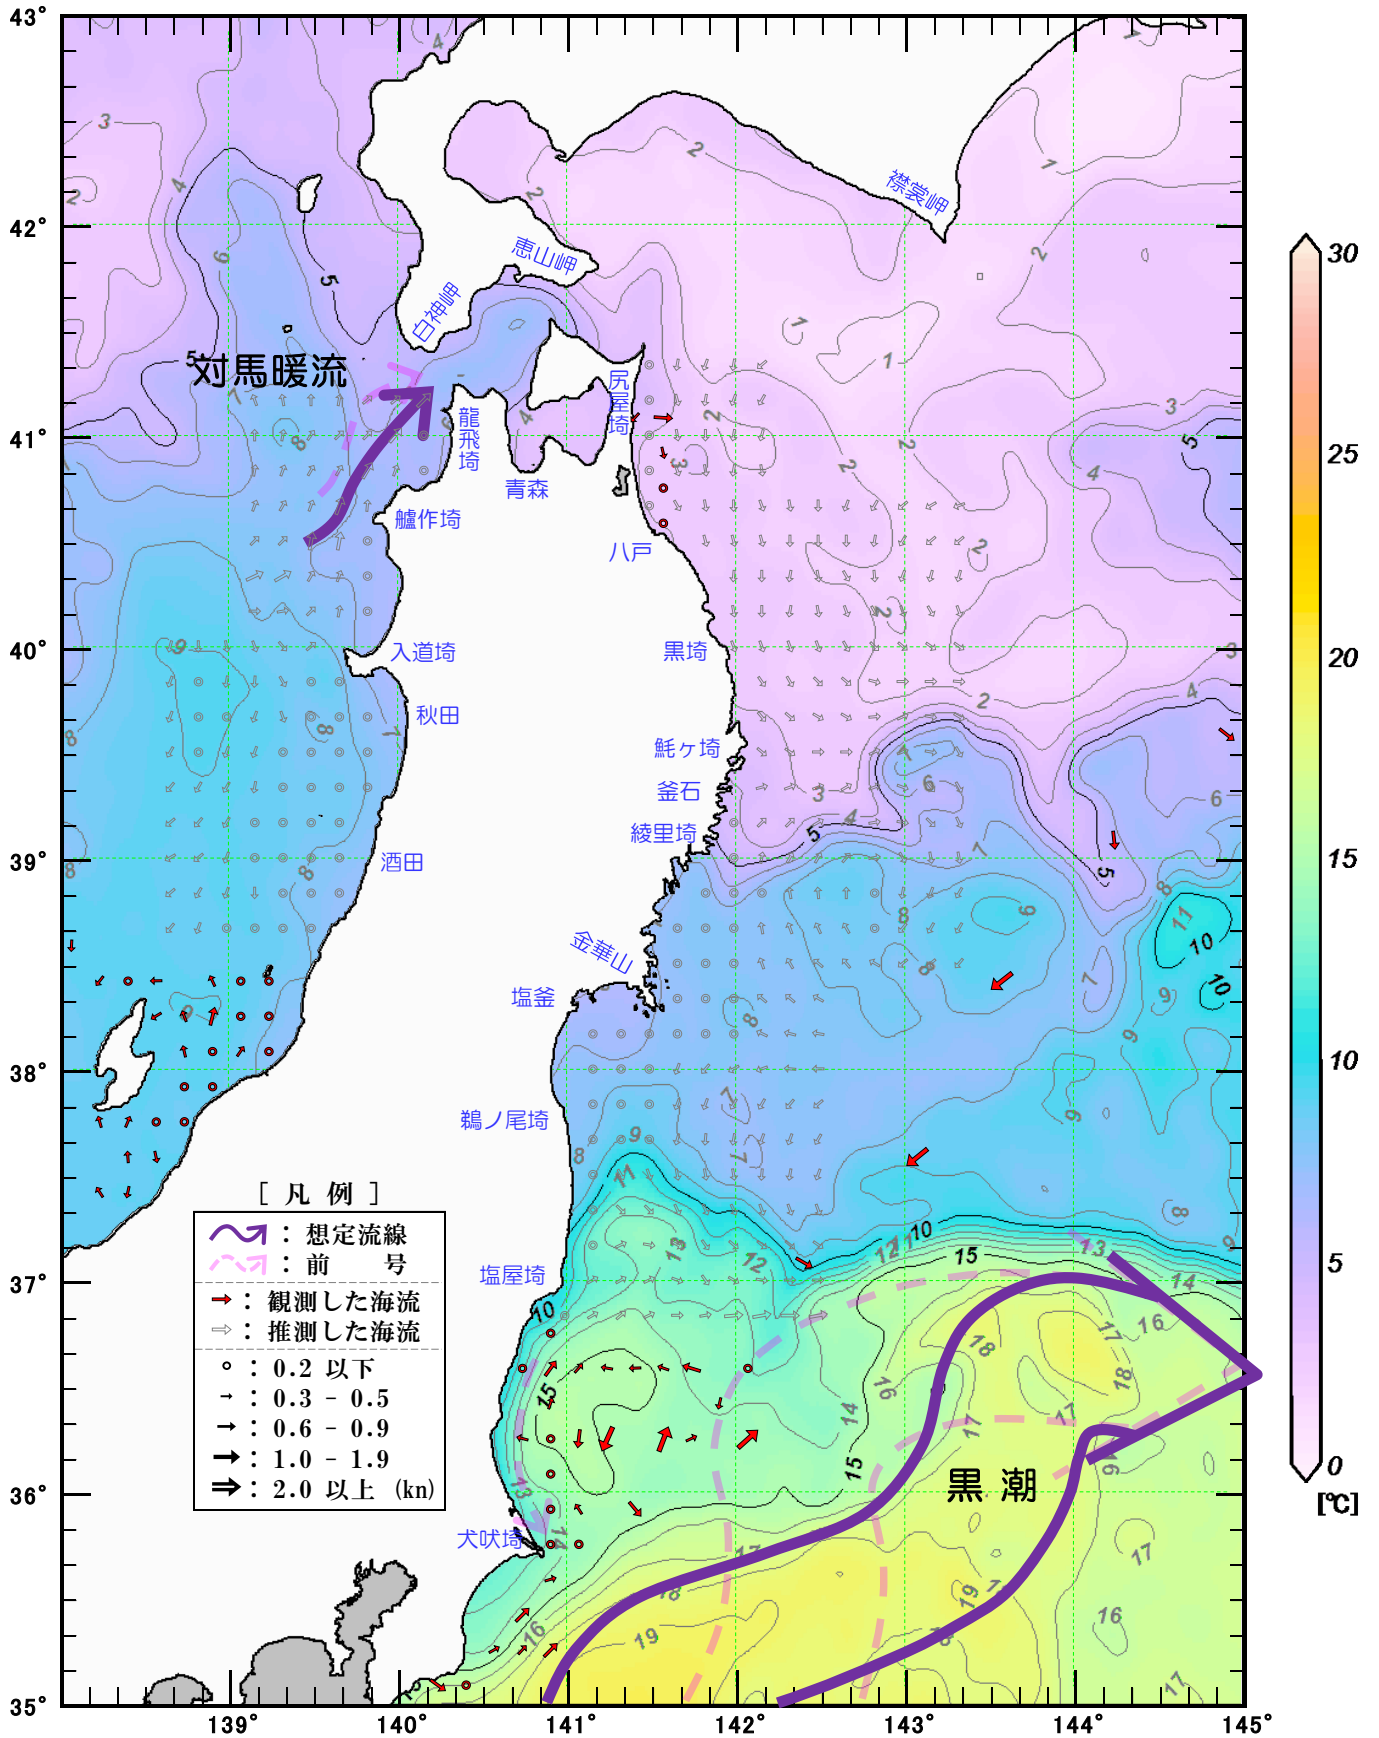 43°
42°
41°
40°
39°
38°
37°
36°
35°
139°
140°
141°
142°
143°
144°
145°
襟裳岬
恵山岬
白神岬
対馬暖流
龍飛埼
尻屋埼
青森
艫作埼
八戸
入道埼
黒埼
秋田
魹ヶ埼
釜石
綾里埼
酒田
金華山
塩釜
鵜ノ尾埼
塩屋埼
犬吠埼
黒潮
[ 凡 例 ]
: 想定流線
: 前 号
: 観測した海流
: 推測した海流
: 0.2 以下
: 0.3 - 0.5
: 0.6 - 0.9
: 1.0 - 1.9
: 2.0 以上 (kn)
30
25
20
15
10
5
0
[℃]